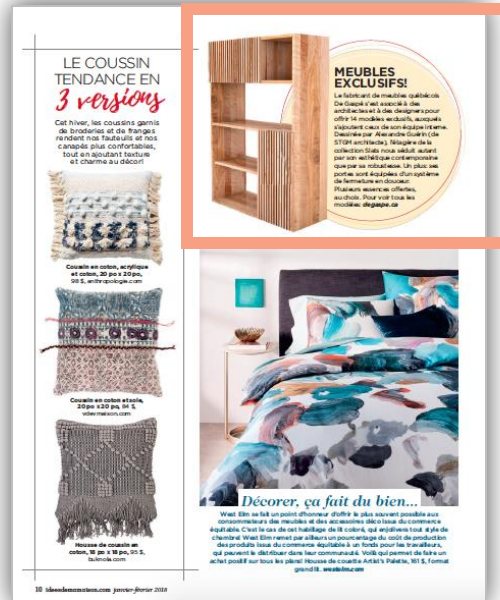 LE COUSSIN
TENDANCE EN
3 versions
Cet hiver, les coussins garnis
de broderies et de franges
rendent nos fauteuils et nos
canapés plus confortables,
tout en ajoutant texture
et charme au décor!
Coussin en coton, acrylique
et coton, 20 po x 20 po,
98 $, anthropologie.com
Coussin en coton et soie,
20 po x 20 po, 64 $,
vdevmaison.com
Housse de coussin en
coton, 18 po x 18 po, 95 $,
buknola.com
MEUBLES
EXCLUSIFS!
Le fabricant de meubles québécois
De Gaspé s'est associé à des
architectes et à des designers pour
offrir 14 modèles exclusifs, auxquels
s'ajoutent ceux de son équipe interne.
Dessinée par Alexandre Guérin (de
STGM architecte), l'étagère de la
collection Slats nous séduit autant
par son esthétique contemporaine
que par sa robustesse. Un plus: ses
portes sont équipées d'un système
de fermeture en douceur.
Plusieurs essences offertes,
au choix. Pour voir tous les
modèles: degaspe.ca
Décorer, ça fait du bien...
West Elm se fait un point d'honneur d'offrir le plus souvent possible aux
consommateurs des meubles et des accessoires déco issus du commerce
équitable. C'est le cas de cet habillage de lit coloré, qui enjolivera tout style de
chambre! West Elm remet par ailleurs un pourcentage du coût de production
des produits issus du commerce équitable à un fonds pour les travailleurs,
qui peuvent le distribuer dans leur communauté. Voilà qui permet de faire un
achat positif sur tous les plans! Housse de couette Artist's Palette, 161 $, format
grand lit. westelm.com
10 ideesdemamaison.com janvier-février 2018